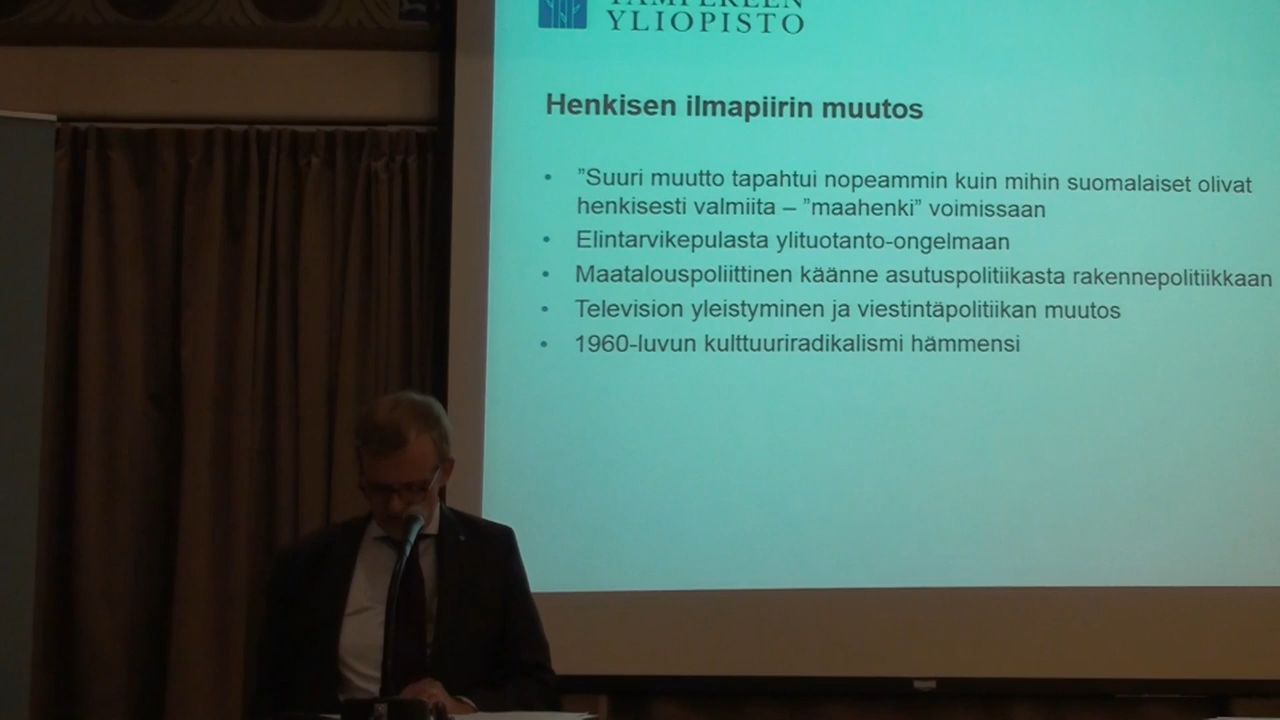 TAMPEREEN
YLIOPISTO
Henkisen ilmapiirin muutos
• ”Suuri muutto tapahtui nopeammin kuin mihin suomalaiset olivat
henkisesti valmiita – ”maahenki” voimissaan
• Elintarvikepulasta ylituotanto-ongelmaan
• Maatalouspoliittinen käänne asutuspolitiikasta rakennepolitiikkaan
• Television yleistyminen ja viestintäpolitiikan muutos
• 1960-luvun kulttuuriradikalismi hämmensi